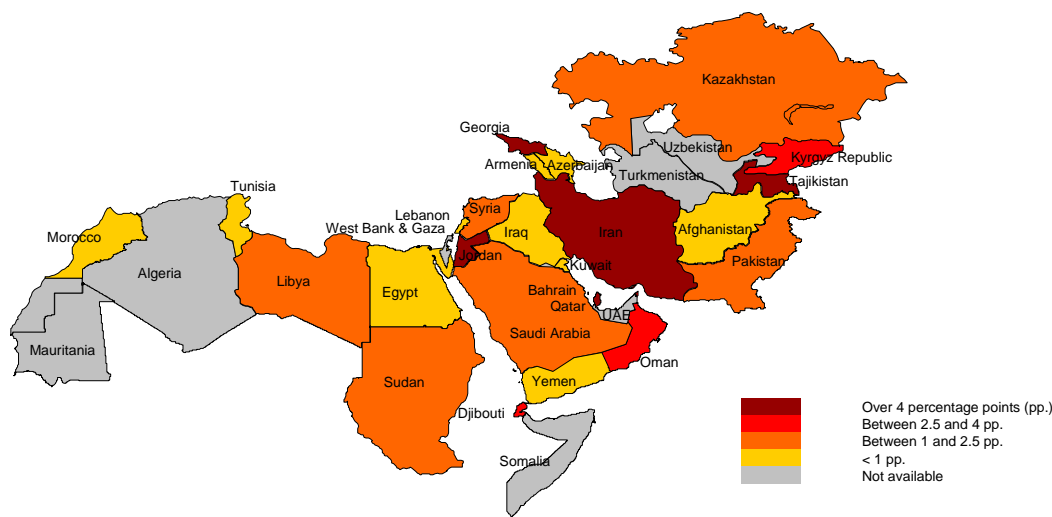 Kazakhstan
Georgia
Uzbekistan
Kyrgyz Republic
Armenia
Azerbaijan
Turkmenistan
Tajikistan
Tunisia
Lebanon
Syria
West Bank & Gaza
Morocco
Iraq
Iran
Afghanistan
Jordan
Pakistan
Algeria
Kuwait
Libya
Egypt
Bahrain
Qatar
UAE
Saudi Arabia
Mauritania
Oman
Sudan
Yemen
Djibouti
Somalia
Over 4 percentage points (pp.)
Between 2.5 and 4 pp.
Between 1 and 2.5 pp.
< 1 pp.
Not available